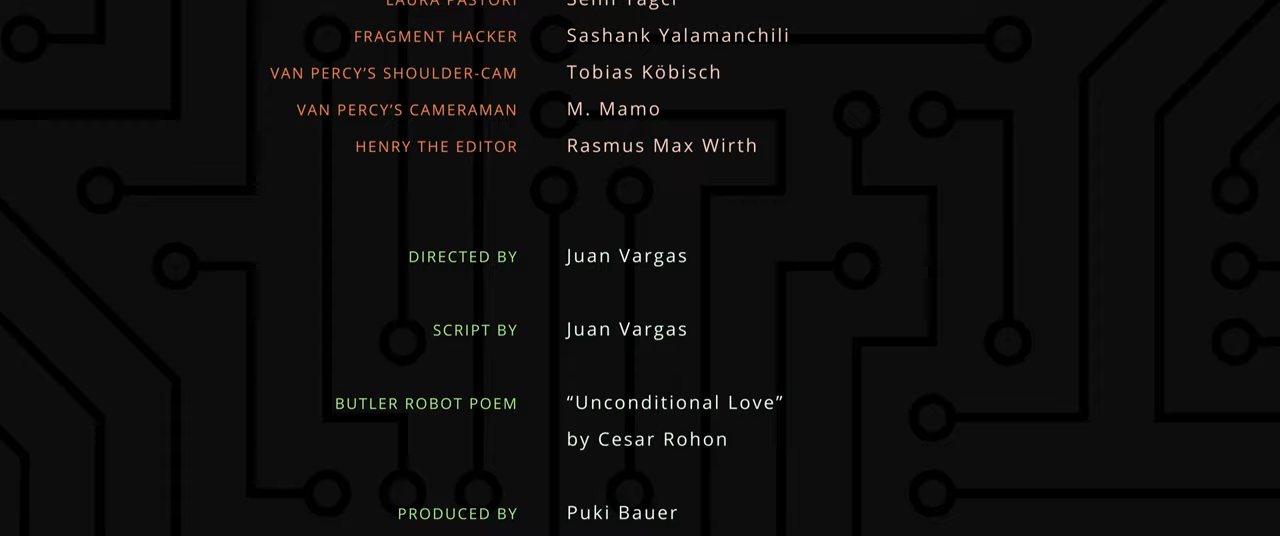 LAURA PASTORI
FRAGMENT HACKER Sashank Yalamanchili
VAN PERCY’S SHOULDER-CAM Tobias Köbisch
VAN PERCY’S CAMERAMAN M. Mamo
HENRY THE EDITOR Rasmus Max Wirth
DIRECTED BY Juan Vargas
SCRIPT BY Juan Vargas
BUTLER ROBOT POEM “Unconditional Love”
by Cesar Rohon
PRODUCED BY Puki Bauer